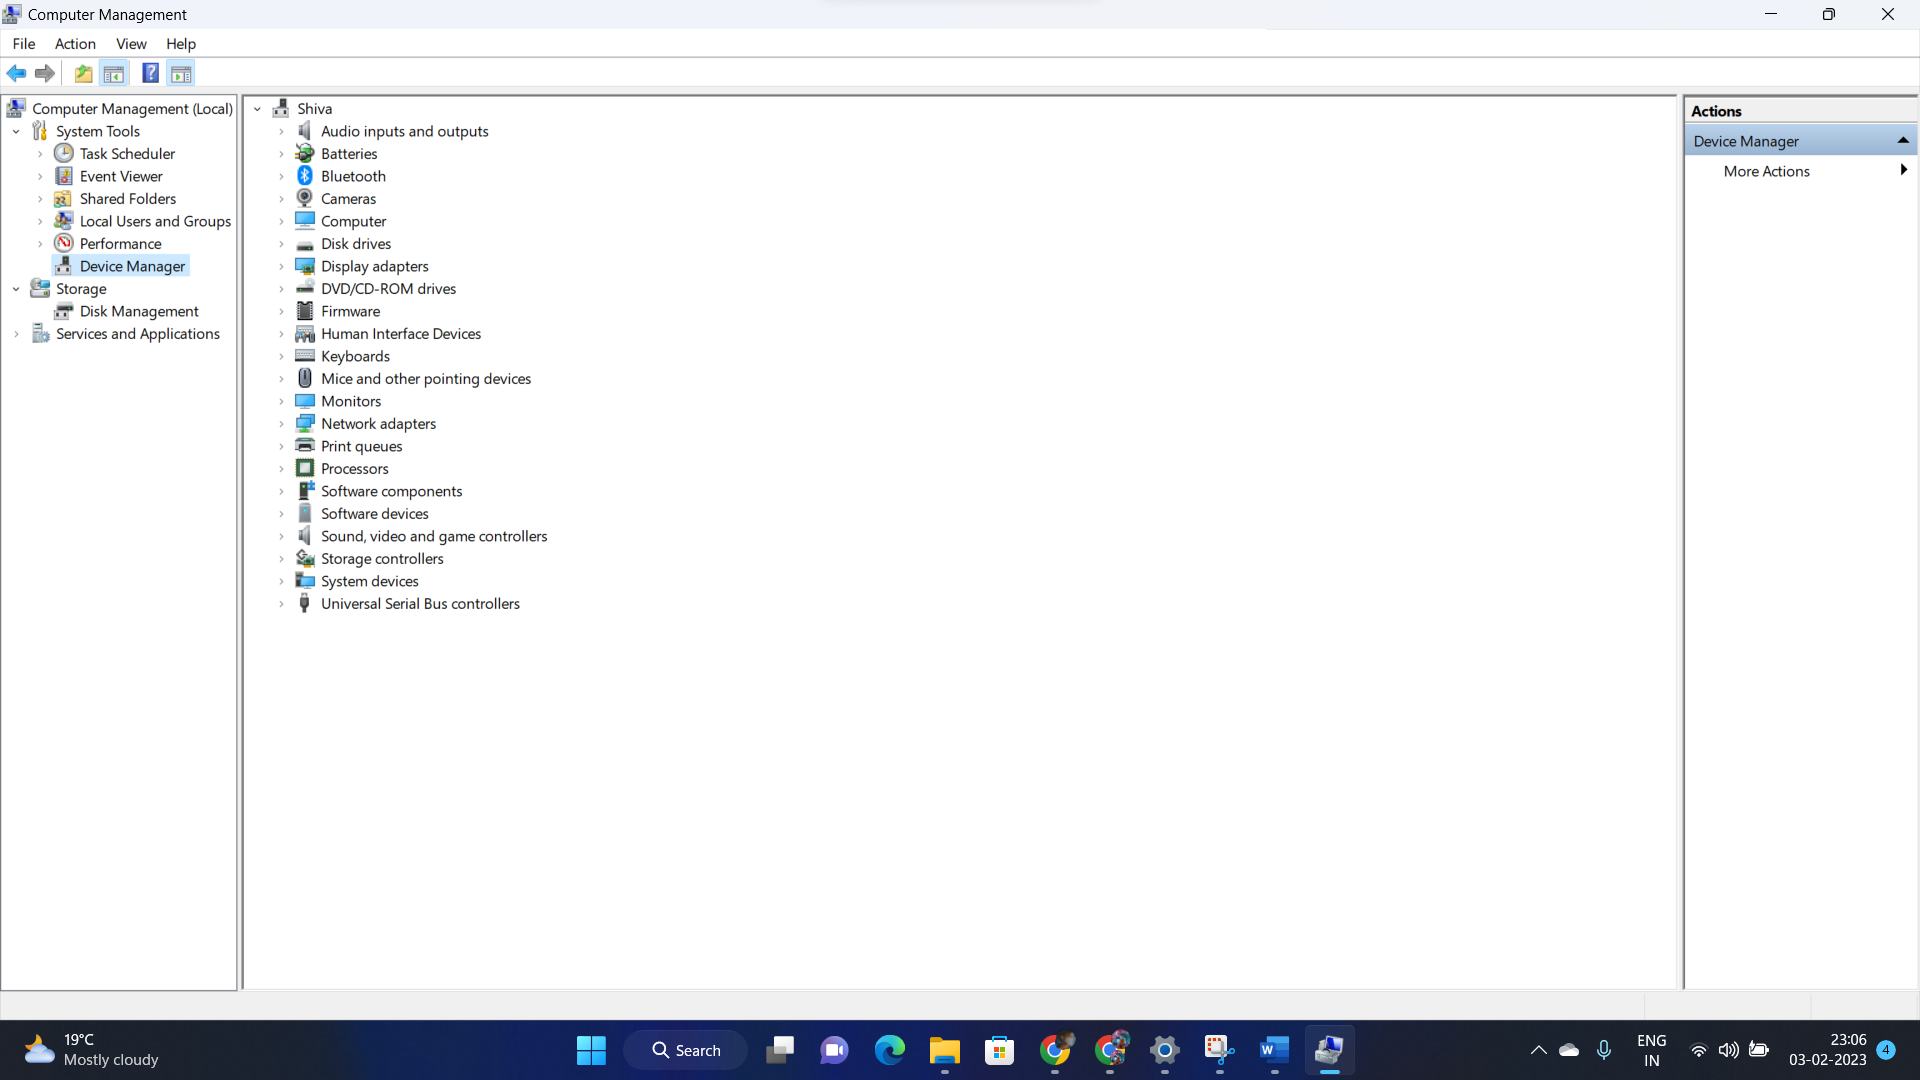 Computer Management
File Action View Help
Computer Management (Local)
System Tools
Task Scheduler
Event Viewer
Shared Folders
Local Users and Groups
Performance
Device Manager
Storage
Disk Management
Services and Applications
Shiva
Audio inputs and outputs
Batteries
Bluetooth
Cameras
Computer
Disk drives
Display adapters
DVD/CD-ROM drives
Firmware
Human Interface Devices
Keyboards
Mice and other pointing devices
Monitors
Network adapters
Print queues
Processors
Software components
Software devices
Sound, video and game controllers
Storage controllers
System devices
Universal Serial Bus controllers
Actions
Device Manager
More Actions
19°C
Mostly cloudy
Search
ENG
IN
23:06
03-02-2023
4